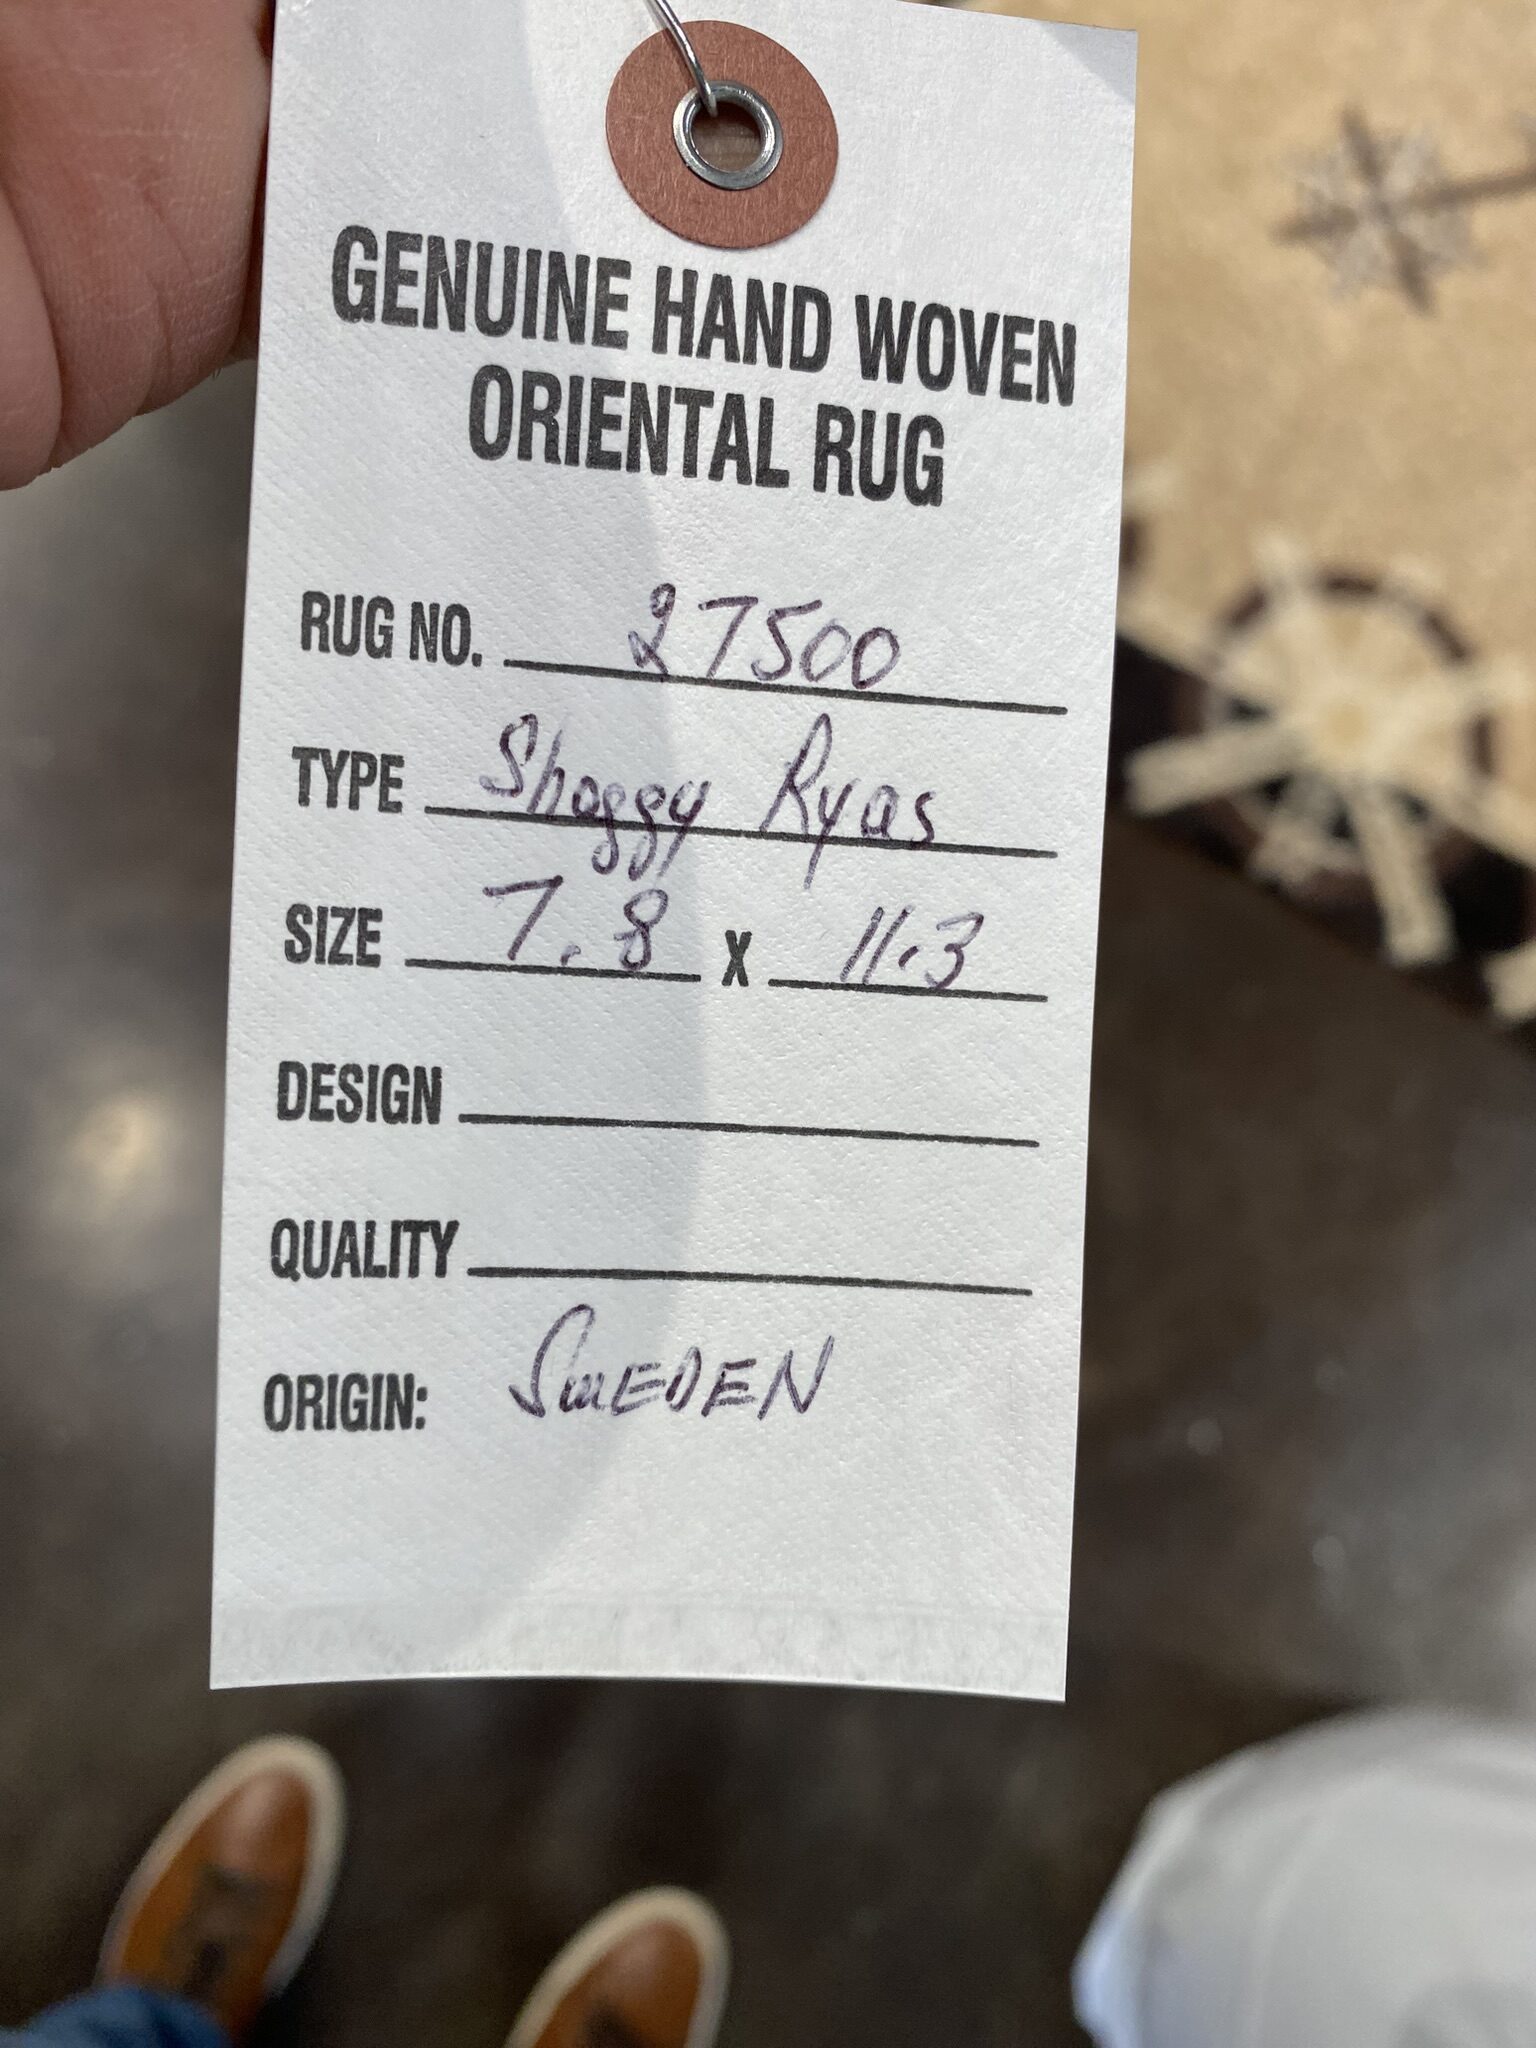 GENUINE HAND WOVEN
ORIENTAL RUG
RUG NO. 27500
TYPE Shaggy Ryas
SIZE 7.8 X 11.3
DESIGN
QUALITY
ORIGIN: SWEDEN